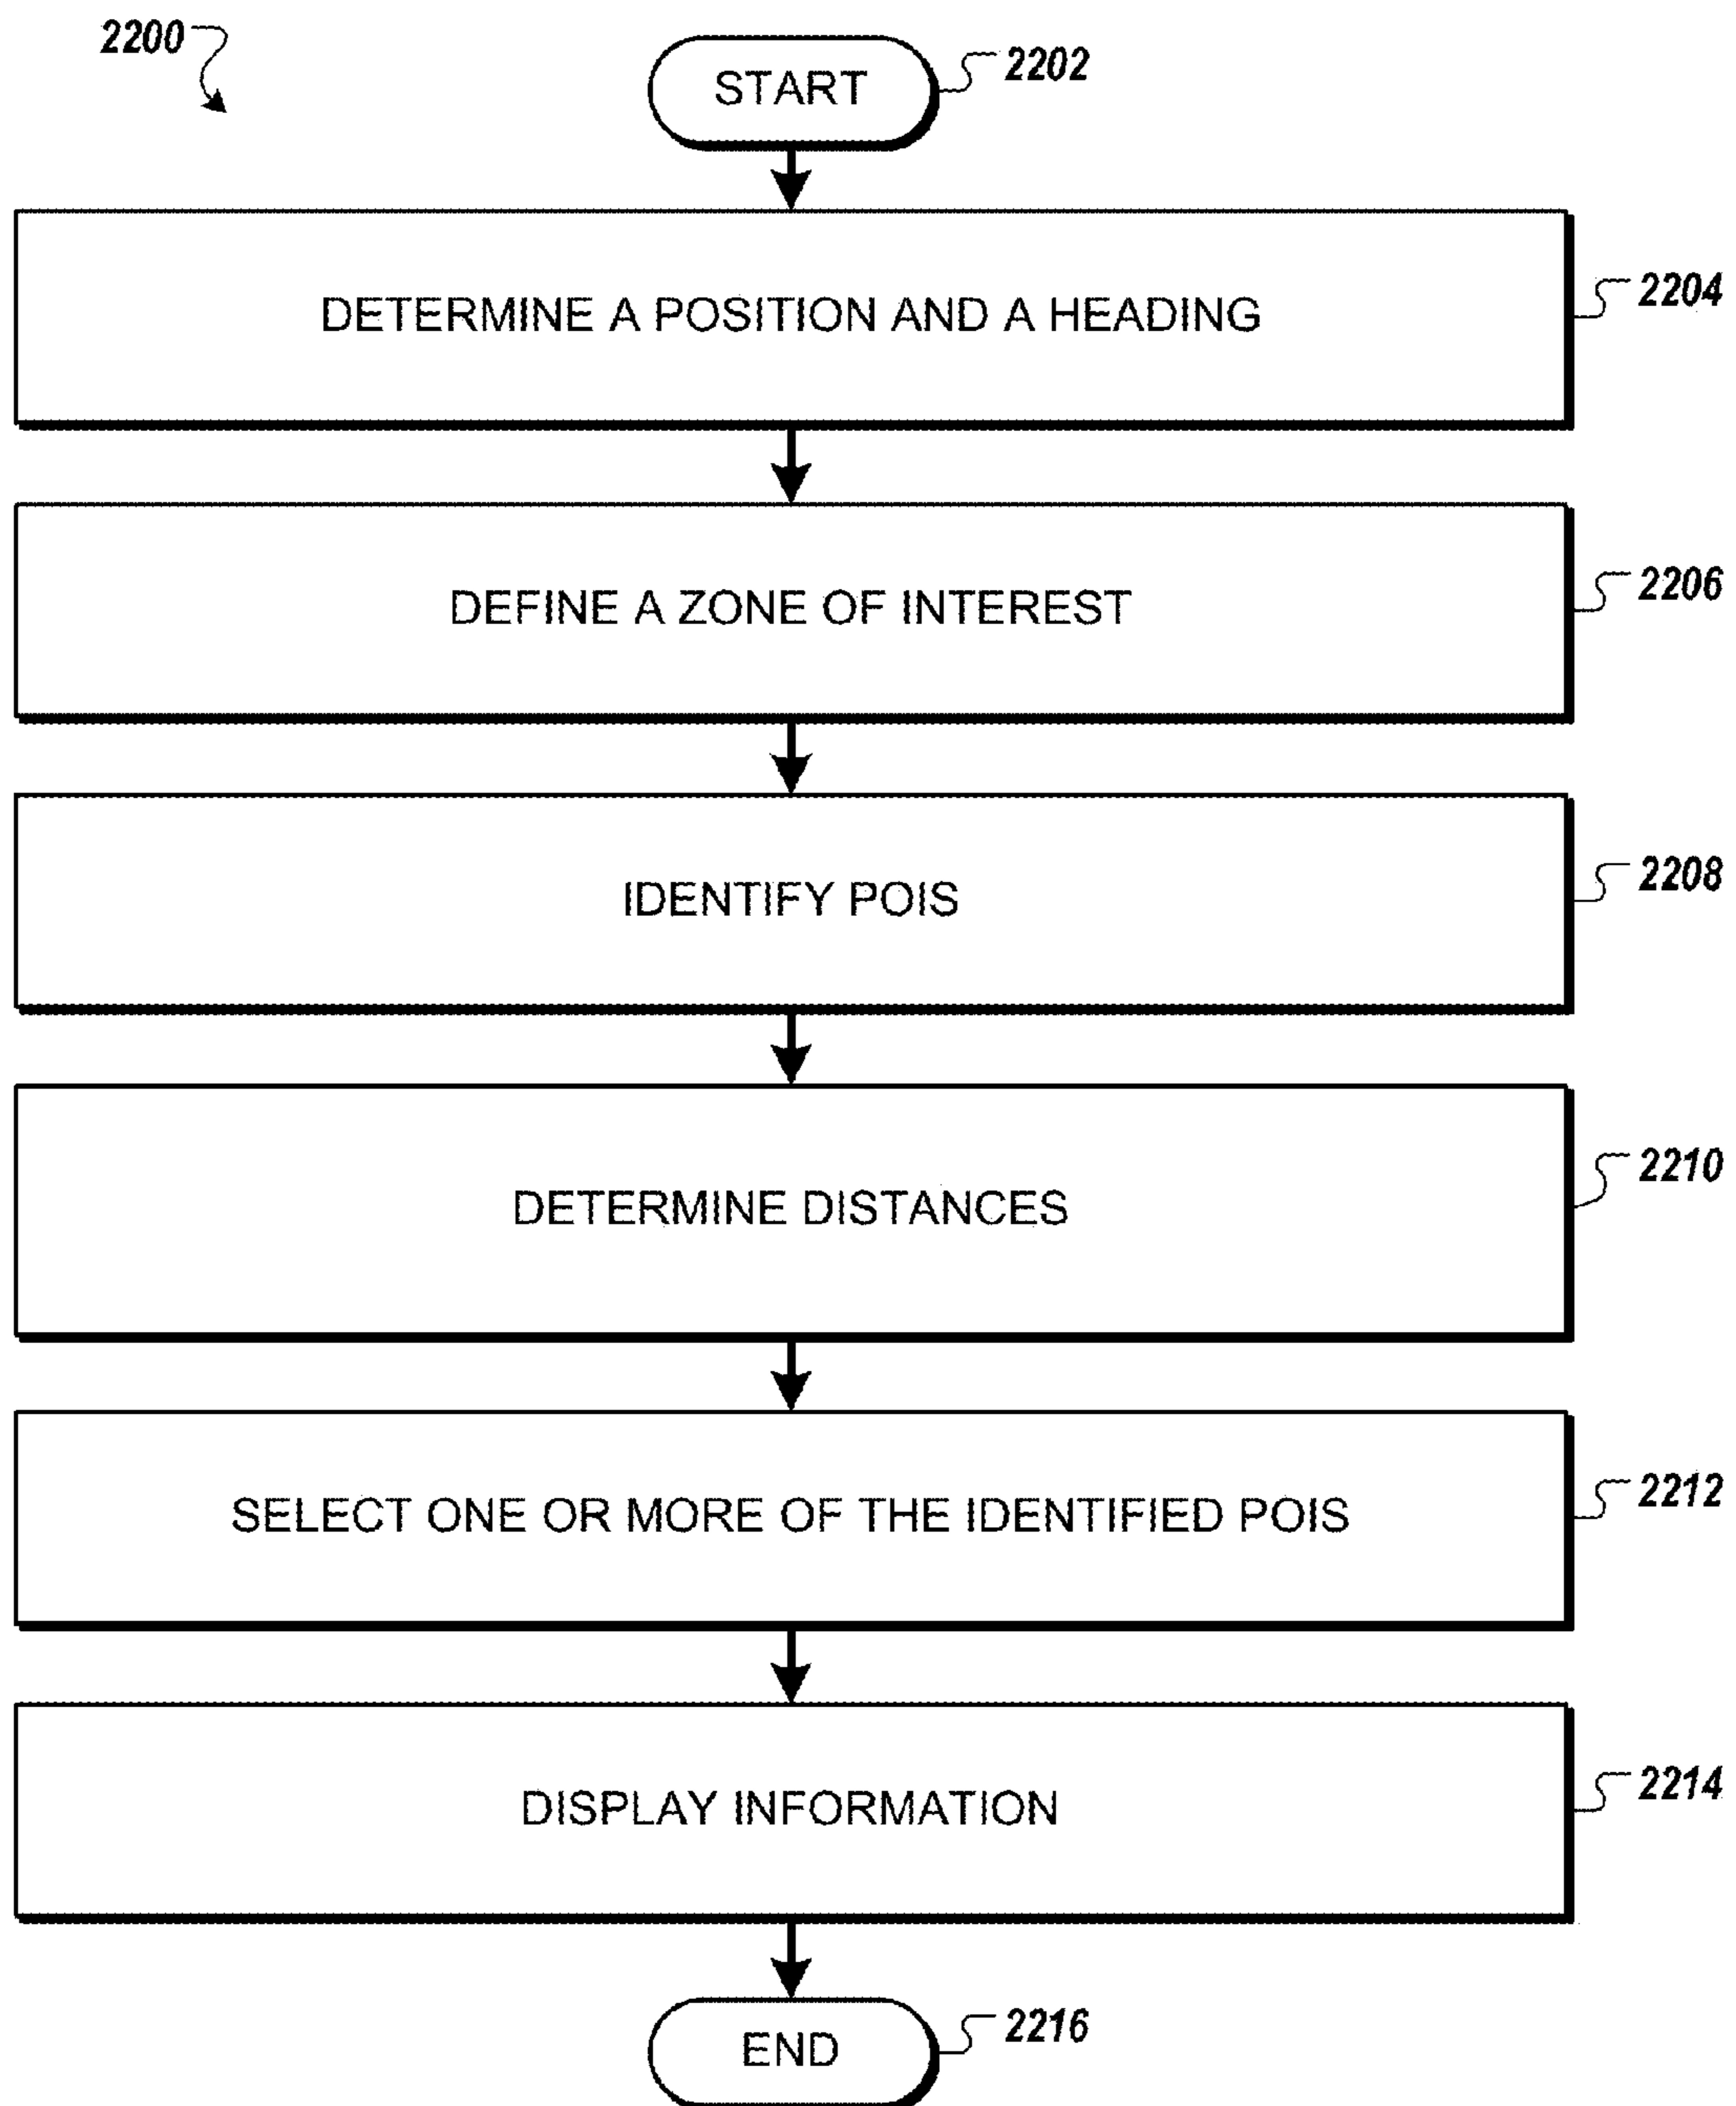 2200
START
2202
DETERMINE A POSITION AND A HEADING
2204
DEFINE A ZONE OF INTEREST
2206
IDENTIFY POIS
2208
DETERMINE DISTANCES
2210
SELECT ONE OR MORE OF THE IDENTIFIED POIS
2212
DISPLAY INFORMATION
2214
END
2216